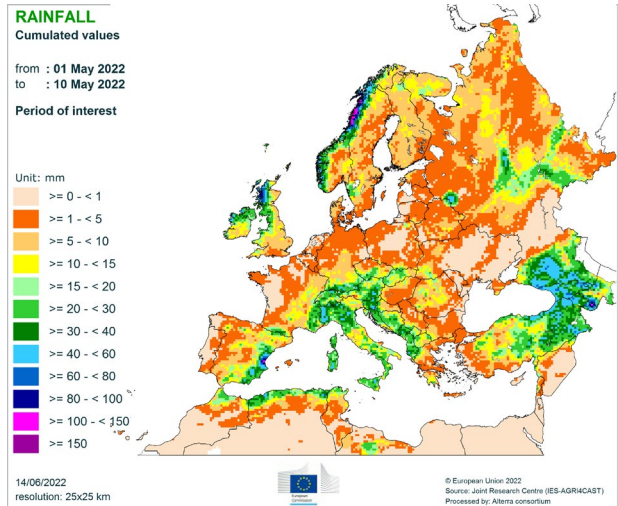 RAINFALL
Cumulated values
from : 01 May 2022
to : 10 May 2022
Period of interest
Unit: mm
>= 0 - < 1
>= 1 - < 5
>= 5 - < 10
>= 10 - < 15
>= 15 - < 20
>= 20 - < 30
>= 30 - < 40
>= 40 - < 60
>= 60 - < 80
>= 80 - < 100
>= 100 - < 150
>= 150
14/06/2022
resolution: 25x25 km
European
Commission
© European Union 2022
Source: Joint Research Centre (IES-AGRI4CAST)
Processed by: Alterra consortium